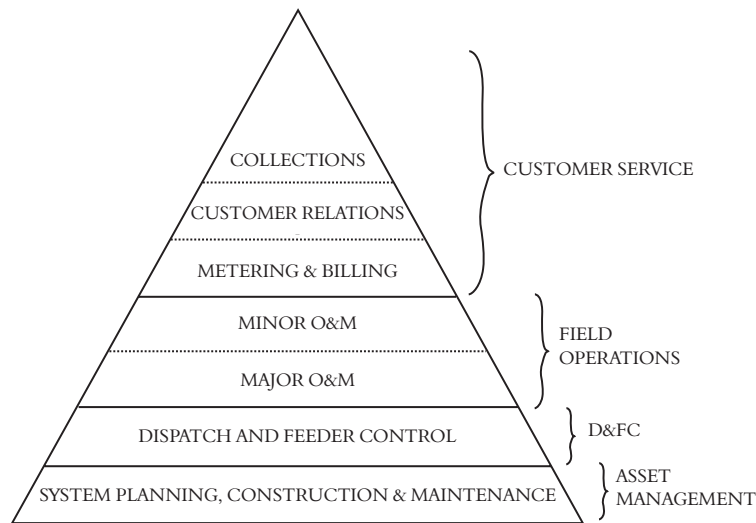 COLLECTIONS
CUSTOMER SERVICE
CUSTOMER RELATIONS
METERING & BILLING
MINOR O&M
FIELD
OPERATIONS
MAJOR O&M
DISPATCH AND FEEDER CONTROL
D&FC
SYSTEM PLANNING, CONSTRUCTION & MAINTENANCE
ASSET
MANAGEMENT